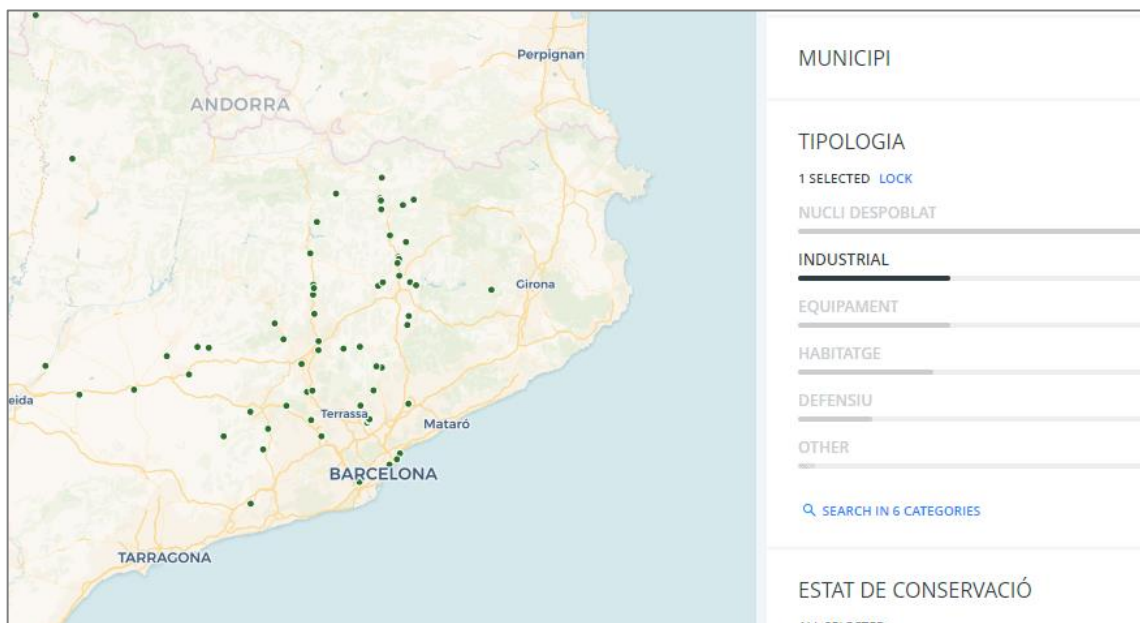 Perpignan
ANDORRA
Girona
eida
Terrassa
Mataró
BARCELONA
TARRAGONA
MUNICIPI
TIPOLOGIA
1 SELECTED LOCK
NUCLI DESPOBLAT
INDUSTRIAL
EQUIPAMENT
HABITATGE
DEFENSIU
OTHER
SEARCH IN 6 CATEGORIES
ESTAT DE CONSERVACIÓ